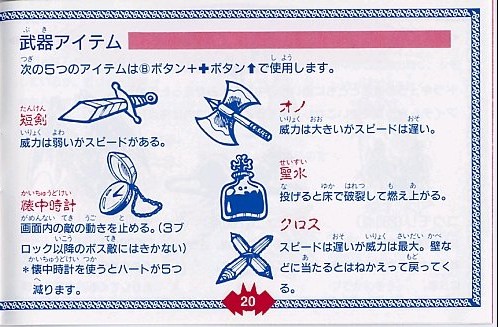 武器アイテム
次の5つのアイテムはⒷボタン+✚ボタン⬆で使用します。
短剣
威力は弱いがスピードがある。
懐中時計
画面内の敵の動きを止める。(3ブ
ロック以降のボス敵にはきかない)
*懐中時計を使うとハートが5つ
減ります。
オノ
威力は大きいがスピードは遅い。
聖水
投げると床で破裂して燃え上がる。
クロス
スピードは遅いが威力は最大。壁な
どに当たるとはねかえって戻ってく
る。
20